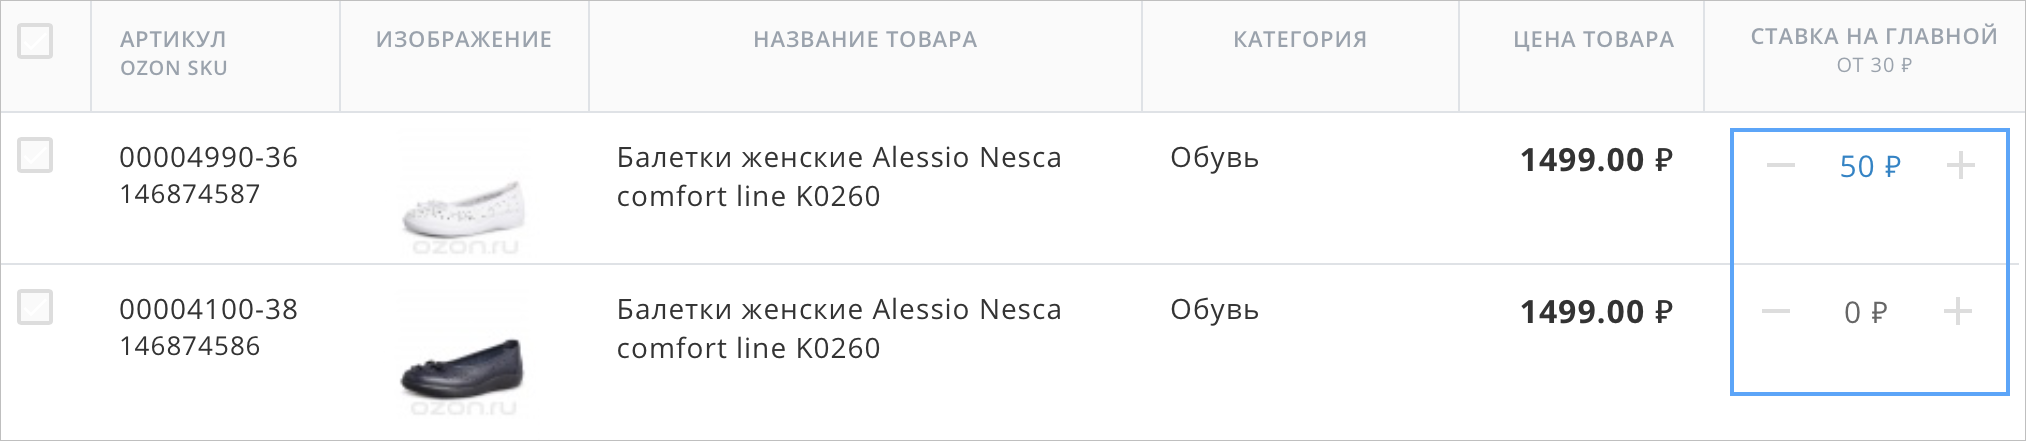 АРТИКУЛ
OZON SKU
ИЗОБРАЖЕНИЕ
НАЗВАНИЕ ТОВАРА
КАТЕГОРИЯ
ЦЕНА ТОВАРА
СТАВКА НА ГЛАВНОЙ
ОТ 30 ₽
00004990-36
146874587
ozon.ru
Балетки женские Alessio Nesca
comfort line K0260
Обувь
1499.00 ₽
50 ₽
00004100-38
146874586
ozon.ru
Балетки женские Alessio Nesca
comfort line K0260
Обувь
1499.00 ₽
0 ₽